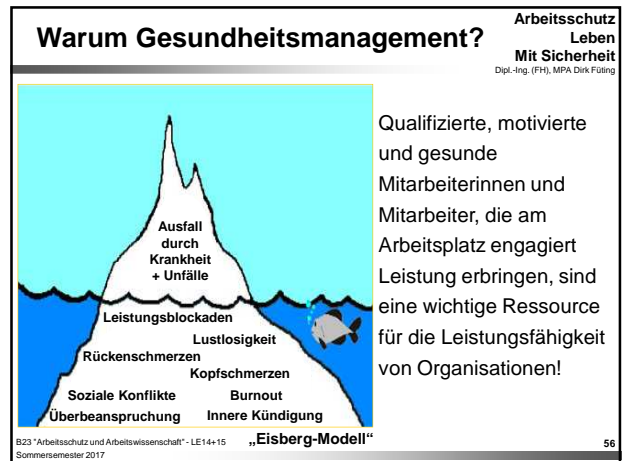 Warum Gesundheitsmanagement?
Arbeitsschutz
Leben
Mit Sicherheit
Dipl.-Ing. (FH), MPA Dirk Füting
Ausfall
durch
Krankheit
+ Unfälle
Leistungsblockaden
Lustlosigkeit
Rückenschmerzen
Kopfschmerzen
Soziale Konflikte Burnout
Überbeanspruchung Innere Kündigung
Qualifizierte, motivierte
und gesunde
Mitarbeiterinnen und
Mitarbeiter, die am
Arbeitsplatz engagiert
Leistung erbringen, sind
eine wichtige Ressource
für die Leistungsfähigkeit
von Organisationen!
B23 "Arbeitsschutz und Arbeitswissenschaft" - LE14+15
Sommersemester 2017
„Eisberg-Modell“
56